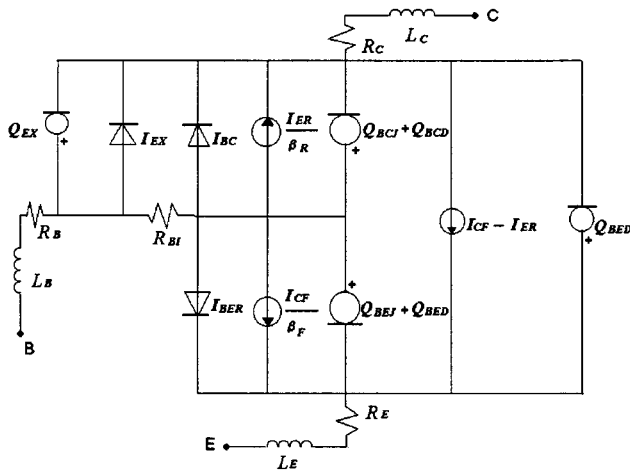 C
L_C
R_C
Q_EX
+
I_EX
I_BC
I_ER
β_R
Q_BCJ + Q_BCD
+
R_B
R_BI
I_CF - I_ER
Q_BED
+
L_B
B
I_BER
I_CF
β_F
+
Q_BEJ + Q_BED
R_E
E
L_E